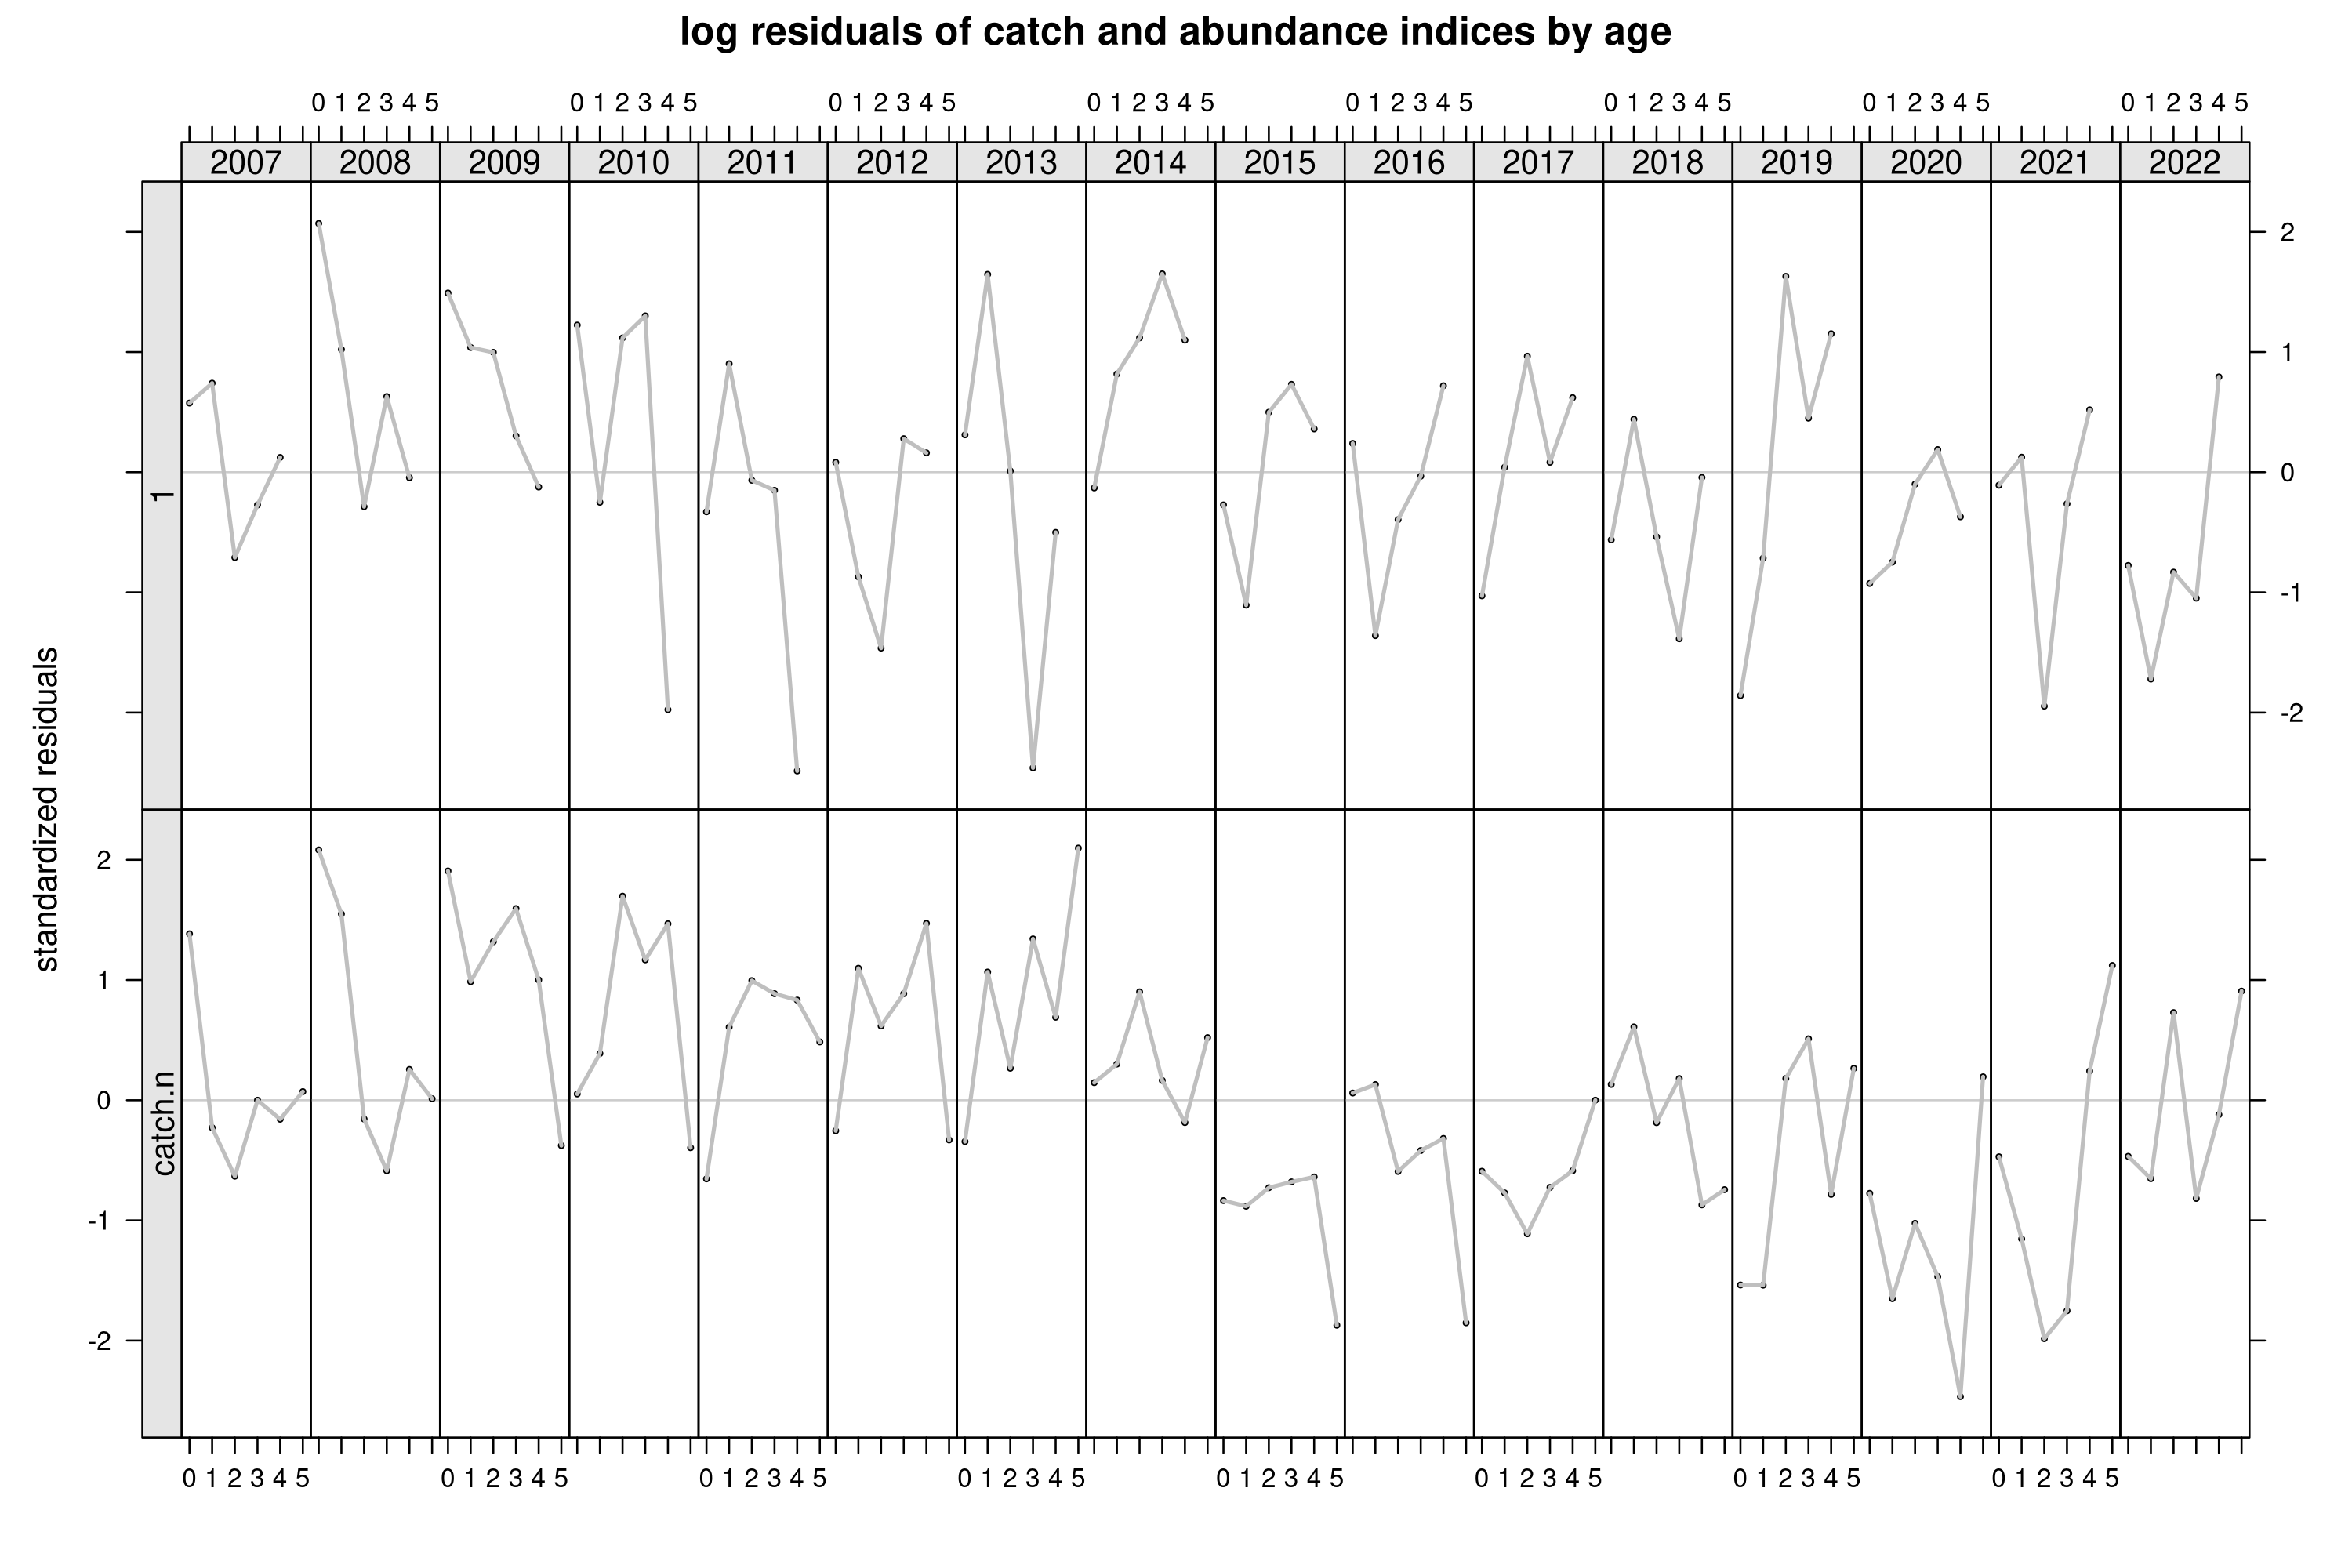 log residuals of catch and abundance indices by age
0 1 2 3 4 5 0 1 2 3 4 5 0 1 2 3 4 5 0 1 2 3 4 5 0 1 2 3 4 5 0 1 2 3 4 5 0 1 2 3 4 5 0 1 2 3 4 5
2007 2008 2009 2010 2011 2012 2013 2014 2015 2016 2017 2018 2019 2020 2021 2022
2
1
0
-1
-2
1
standardized residuals
catch.n
2
1
0
-1
-2
0 1 2 3 4 5 0 1 2 3 4 5 0 1 2 3 4 5 0 1 2 3 4 5 0 1 2 3 4 5 0 1 2 3 4 5 0 1 2 3 4 5 0 1 2 3 4 5